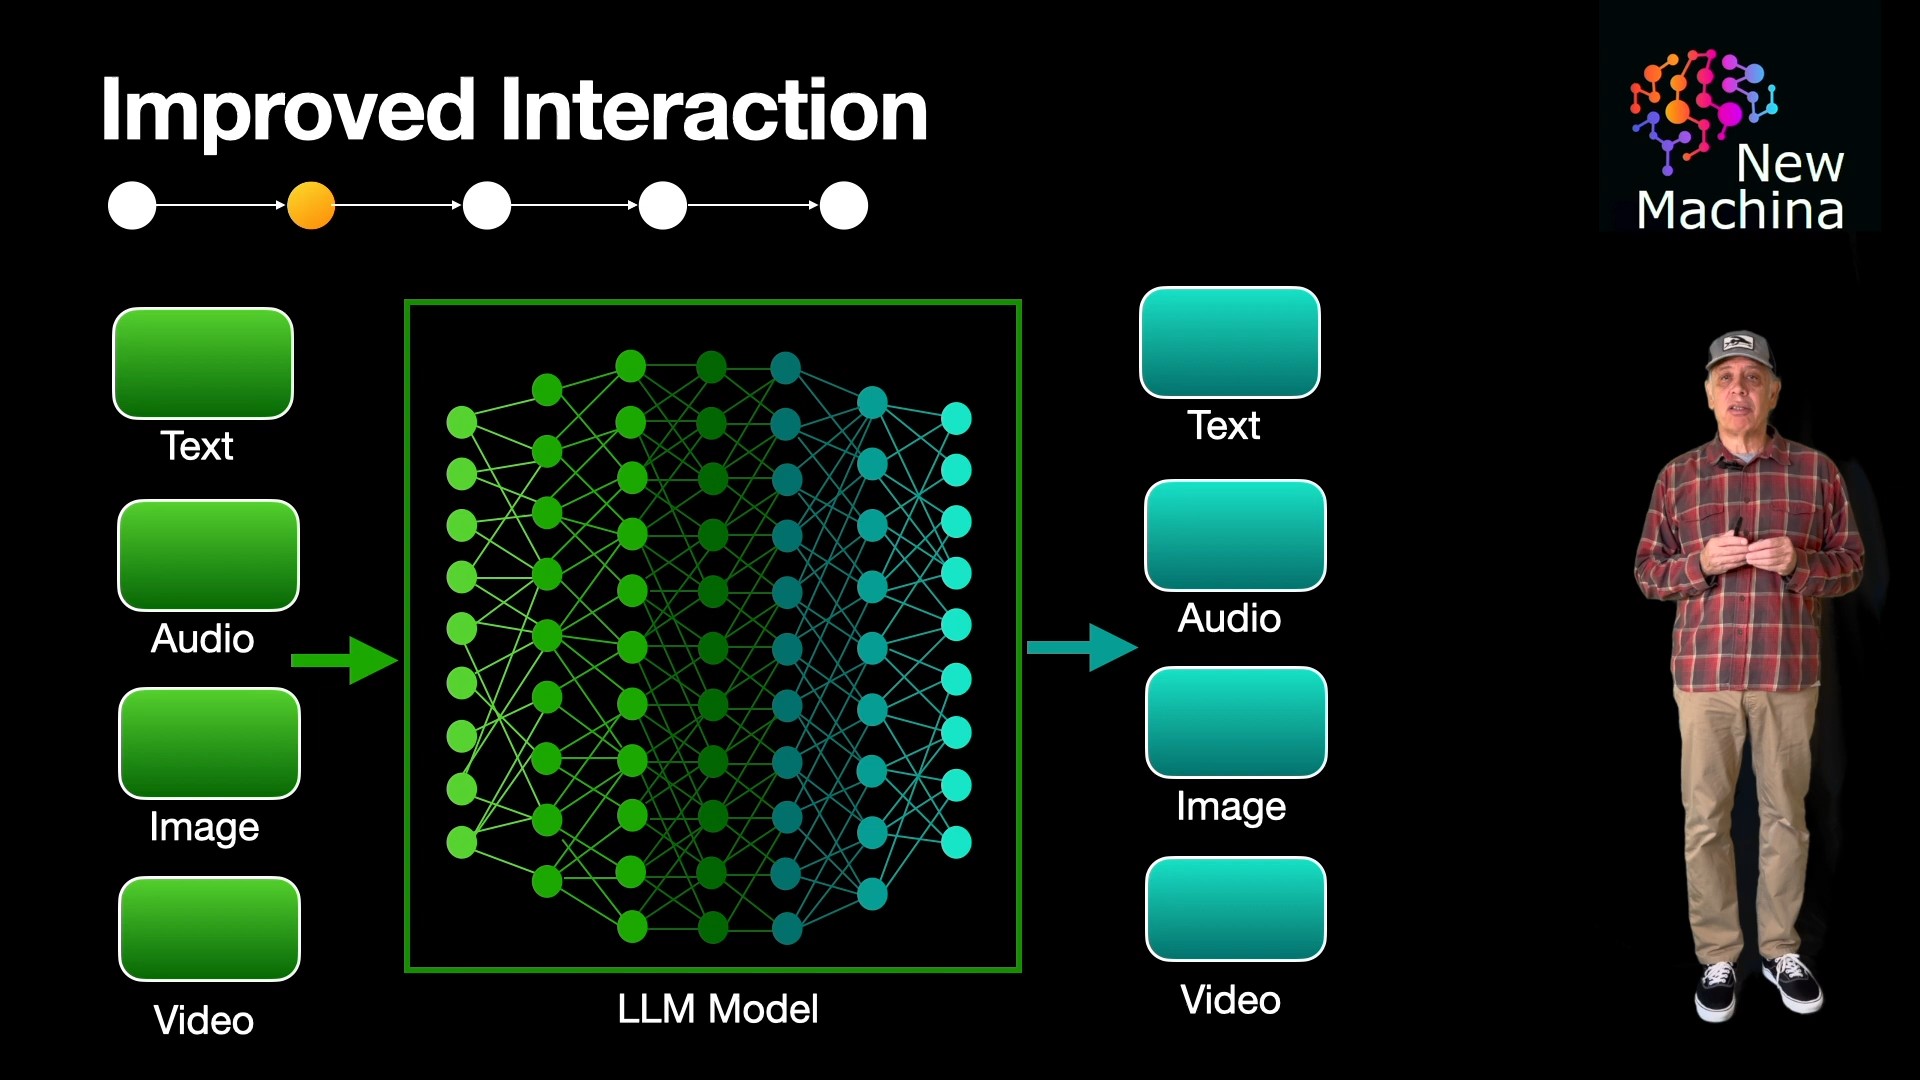 Improved Interaction
New
Machina
Text
Audio
Image
Video
LLM Model
Text
Audio
Image
Video